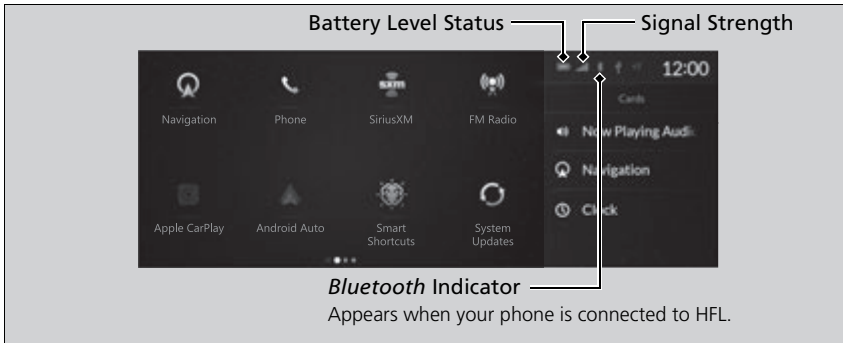 Battery Level Status
Signal Strength
12:00
Cards
Navigation
Phone
sxm
SiriusXM
FM Radio
Now Playing Audi
Navigation
Clock
Apple CarPlay
Android Auto
Smart
Shortcuts
System
Updates
Bluetooth Indicator
Appears when your phone is connected to HFL.